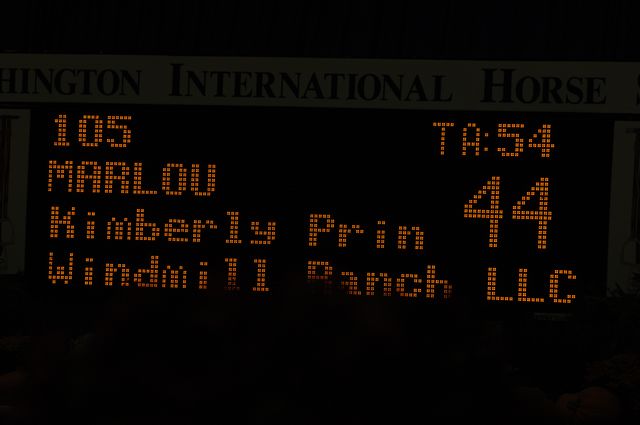 HINGTON INTERNATIONAL HORSE S
105 TA:54
MARLOU 44
Kimberly Prin
Windmill Ranch LLC